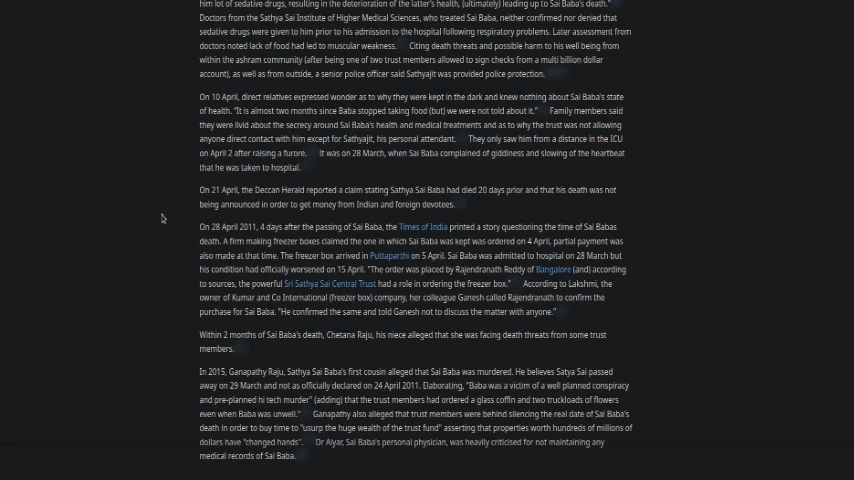 him lot of sedative drugs, resulting in the deterioration of the latter's health, (ultimately) leading up to Sai Baba's death."
Doctors from the Sathya Sai Institute of Higher Medical Sciences, who treated Sai Baba, neither confirmed nor denied that
sedative drugs were given to him prior to his admission to the hospital following respiratory problems. Later assessment from
doctors noted lack of food had led to muscular weakness. Citing death threats and possible harm to his well being from
within the ashram community (after being one of two trust members allowed to sign checks from a multi billion dollar
account), as well as from outside, a senior police officer said Sathyajit was provided police protection.
On 10 April, direct relatives expressed wonder as to why they were kept in the dark and knew nothing about Sai Baba's state
of health. "It is almost two months since Baba stopped taking food (but) we were not told about it." Family members said
they were livid about the secrecy around Sai Baba's health and medical treatments and as to why the trust was not allowing
anyone direct contact with him except for Sathyajit, his personal attendant. They only saw him from a distance in the ICU
on April 2 after raising a furore. It was on 28 March, when Sai Baba complained of giddiness and slowing of the heartbeat
that he was taken to hospital.
On 21 April, the Deccan Herald reported a claim stating Sathya Sai Baba had died 20 days prior and that his death was not
being announced in order to get money from Indian and foreign devotees.
On 28 April 2011, 4 days after the passing of Sai Baba, the Times of India printed a story questioning the time of Sai Babas
death. A firm making freezer boxes claimed the one in which Sai Baba was kept was ordered on 4 April, partial payment was
also made at that time. The freezer box arrived in Puttaparthi on 5 April. Sai Baba was admitted to hospital on 28 March but
his condition had officially worsened on 15 April. "The order was placed by Rajendranath Reddy of Bangalore (and) according
to sources, the powerful Sri Sathya Sai Central Trust had a role in ordering the freezer box." According to Lakshmi, the
owner of Kumar and Co International (freezer box) company, her colleague Ganesh called Rajendranath to confirm the
purchase for Sai Baba. "He confirmed the same and told Ganesh not to discuss the matter with anyone."
Within 2 months of Sai Baba's death, Chetana Raju, his niece alleged that she was facing death threats from some trust
members.
In 2015, Ganapathy Raju, Sathya Sai Baba's first cousin alleged that Sai Baba was murdered. He believes Satya Sai passed
away on 29 March and not as officially declared on 24 April 2011. Elaborating, "Baba was a victim of a well planned conspiracy
and pre-planned hi tech murder" (adding) that the trust members had ordered a glass coffin and two truckloads of flowers
even when Baba was unwell." Ganapathy also alleged that trust members were behind silencing the real date of Sai Baba's
death in order to buy time to "usurp the huge wealth of the trust fund" asserting that properties worth hundreds of millions of
dollars have "changed hands". Dr Aiyar, Sai Baba's personal physician, was heavily criticised for not maintaining any
medical records of Sai Baba.